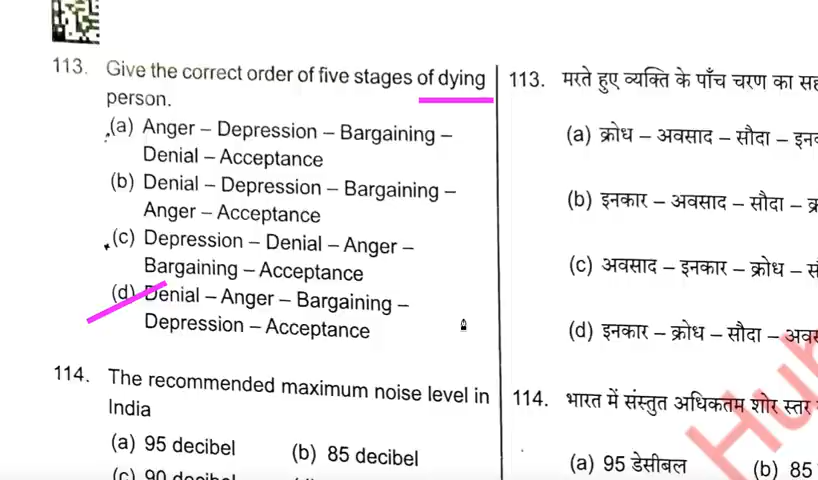 113. Give the correct order of five stages of dying
person.
(a) Anger – Depression – Bargaining –
Denial – Acceptance
(b) Denial – Depression – Bargaining –
Anger – Acceptance
(c) Depression – Denial – Anger –
Bargaining – Acceptance
(d) Denial – Anger – Bargaining –
Depression – Acceptance
114. The recommended maximum noise level in
India
(a) 95 decibel (b) 85 decibel
(c) 90 decibel
113. मरते हुए व्यक्ति के पाँच चरण का
(a) क्रोध – अवसाद – सौदा –
(b) इनकार – अवसाद – सौदा –
(c) अवसाद – इनकार – क्रोध –
(d) इनकार – क्रोध – सौदा –
114. भारत में संस्तुत अधिकतम शोर स्तर
(a) 95 डेसीबल (b) 85